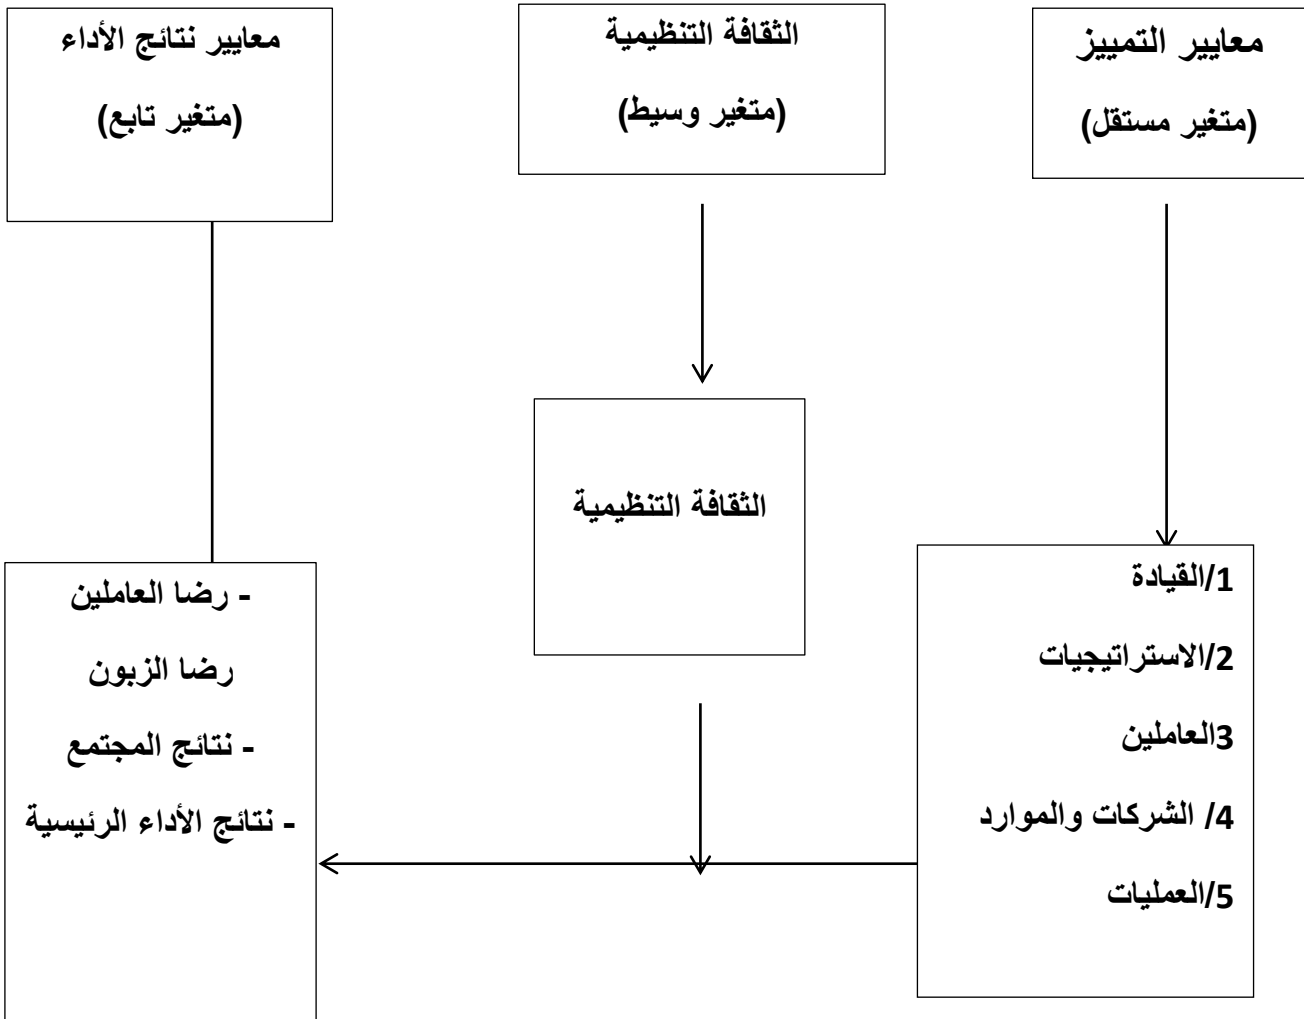 معايير التمييز
(متغير مستقل)
الثقافة التنظيمية
(متغير وسيط)
معايير نتائج الأداء
(متغير تابع)
1/القيادة
2/الاستراتيجيات
3العاملين
4/ الشركات والموارد
5/العمليات
الثقافة التنظيمية
- رضا العاملين
رضا الزبون
- نتائج المجتمع
- نتائج الأداء الرئيسية